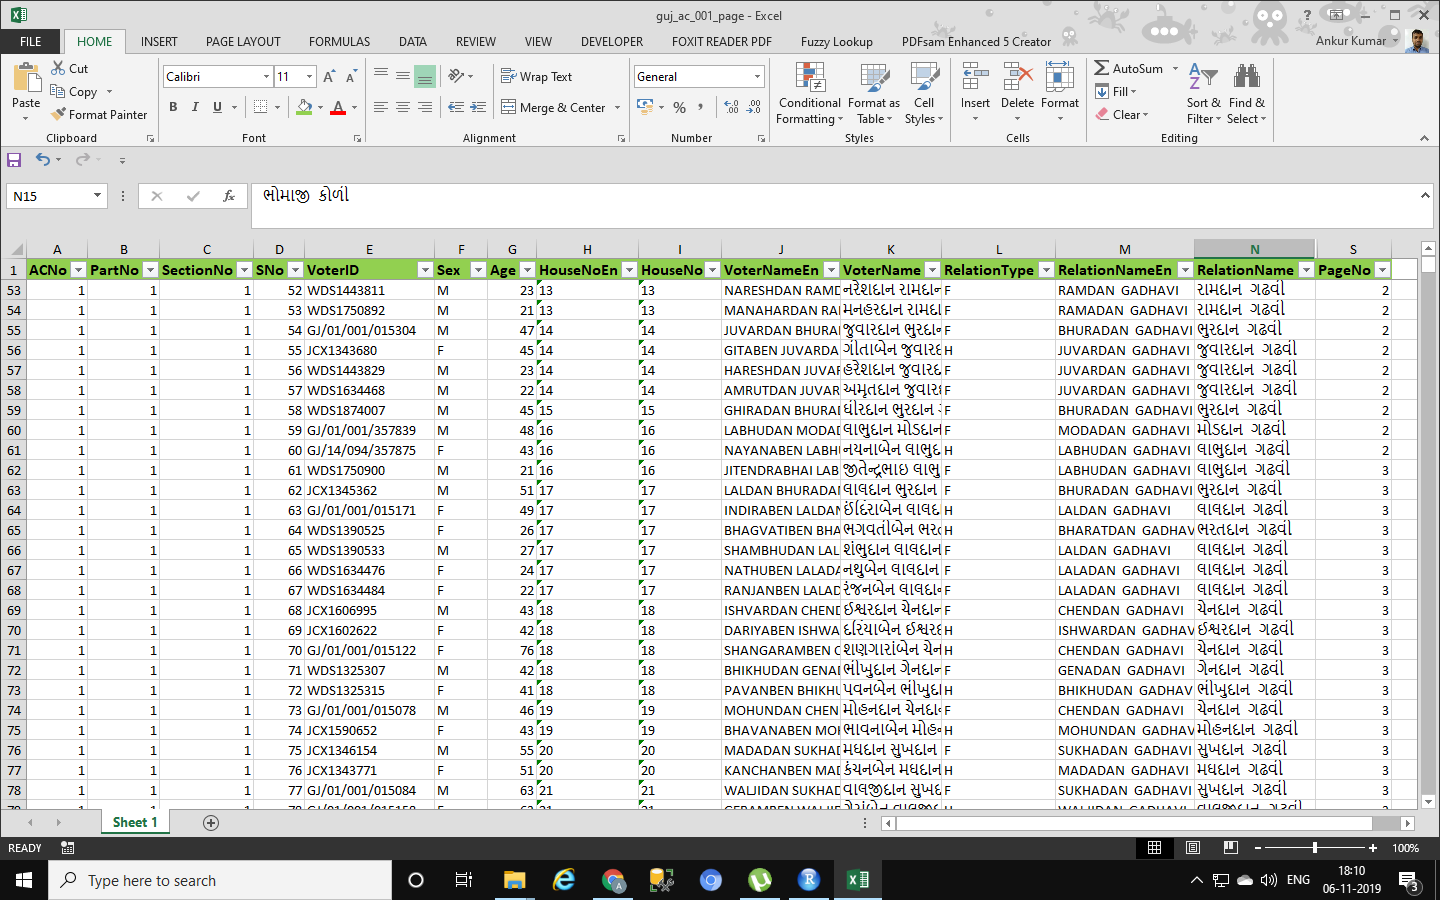 guj_ac_001_page - Excel
FILE HOME INSERT PAGE LAYOUT FORMULAS DATA REVIEW VIEW DEVELOPER FOXIT READER PDF Fuzzy Lookup PDFsam Enhanced 5 Creator Ankur Kumar
Paste Cut Copy Format Painter Calibri 11 Wrap Text Merge & Center General Conditional Formatting Format as Table Cell Styles Insert Delete Format AutoSum Fill Clear Sort & Filter Find & Select
Clipboard Font Alignment Number Styles Cells Editing
N15 ભોમાજી કોળી
A B C D E F G H I J K L M N S
1 ACNo PartNo SectionNo SNo VoterID Sex Age HouseNoEn HouseNo VoterNameEn VoterName RelationType RelationNameEn RelationName PageNo
53 1 1 1 52 WDS1443811 M 23 13 13 NARESHDAN RAMD નરેશદાન રામદાન F RAMDAN GADHAVI રામદાન ગઢવી 2
54 1 1 1 53 WDS1750892 M 21 13 13 MANAHARDAN RA મનહરદાન રામદા F RAMADAN GADHAVI રામદાન ગઢવી 2
55 1 1 1 54 GJ/01/001/015304 M 47 14 14 JUVARDAN BHURA જુવારદાન ભુરદાન F BHURADAN GADHAVI ભુરદાન ગઢવી 2
56 1 1 1 55 JCX1343680 F 45 14 14 GITABEN JUVARDA ગીતાબેન જુવારદ H JUVARDAN GADHAVI જુવારદાન ગઢવી 2
57 1 1 1 56 WDS1443829 M 23 14 14 HARESHDAN JUVAR હરેશદાન જુવારદ F JUVARDAN GADHAVI જુવારદાન ગઢવી 2
58 1 1 1 57 WDS1634468 M 22 14 14 AMRUTDAN JUVAR અમૃતદાન જુવાર F JUVARDAN GADHAVI જુવારદાન ગઢવી 2
59 1 1 1 58 WDS1874007 M 45 15 15 GHIRADAN BHURA ઘીરદાન ભુરદાન F BHURADAN GADHAVI ભુરદાન ગઢવી 2
60 1 1 1 59 GJ/01/001/357839 M 48 16 16 LABHUDAN MODAD લાભુદાન મોડદાન F MODADAN GADHAVI મોડદાન ગઢવી 2
61 1 1 1 60 GJ/14/094/357875 F 43 16 16 NAYANABEN LABHU નયનાબેન લાભુદ H LABHUDAN GADHAVI લાભુદાન ગઢવી 2
62 1 1 1 61 WDS1750900 M 21 16 16 JITENDRABHAI LAB જીતેન્દ્રભાઇ લાભુ F LABHUDAN GADHAVI લાભુદાન ગઢવી 3
63 1 1 1 62 JCX1345362 M 51 17 17 LALDAN BHURADA લાલદાન ભુરદાન F BHURADAN GADHAVI ભુરદાન ગઢવી 3
64 1 1 1 63 GJ/01/001/015171 F 49 17 17 INDIRABEN LALDAN ઈંદિરાબેન લાલદ H LALDAN GADHAVI લાલદાન ગઢવી 3
65 1 1 1 64 WDS1390525 F 26 17 17 BHAGVATIBEN BHA ભગવતીબેન ભર H BHARATDAN GADHAV ભરતદાન ગઢવી 3
66 1 1 1 65 WDS1390533 M 27 17 17 SHAMBHUDAN LAL શંભુદાન લાલદાન F LALDAN GADHAVI લાલદાન ગઢવી 3
67 1 1 1 66 WDS1634476 F 24 17 17 NATHUBEN LALADA નથુબેન લાલદાન F LALADAN GADHAVI લાલદાન ગઢવી 3
68 1 1 1 67 WDS1634484 F 22 17 17 RANJANBEN LALAD રંજનબેન લાલદા F LALADAN GADHAVI લાલદાન ગઢવી 3
69 1 1 1 68 JCX1606995 M 43 18 18 ISHVARDAN CHEND ઈશ્વરદાન ચેનદાન F CHENDAN GADHAVI ચેનદાન ગઢવી 3
70 1 1 1 69 JCX1602622 F 42 18 18 DARIYABEN ISHWA દરિયાબેન ઈશ્વર H ISHWARDAN GADHAV ઈશ્વરદાન ગઢવી 3
71 1 1 1 70 GJ/01/001/015122 F 76 18 18 SHANGARAMBEN C શણગારાંબેન ચેન H CHENDAN GADHAVI ચેનદાન ગઢવી 3
72 1 1 1 71 WDS1325307 M 42 18 18 BHIKHUDAN GENAD ભીખુદાન ગેનદાન F GENADAN GADHAVI ગેનદાન ગઢવી 3
73 1 1 1 72 WDS1325315 F 41 18 18 PAVANBEN BHIKHU પવનબેન ભીખુદ H BHIKHUDAN GADHAV ભીખુદાન ગઢવી 3
74 1 1 1 73 GJ/01/001/015078 M 46 19 19 MOHUNDAN CHEN મોહનદાન ચેનદાન F CHENDAN GADHAVI ચેનદાન ગઢવી 3
75 1 1 1 74 JCX1590652 F 43 19 19 BHAVANABEN MOH ભાવનાબેન મોહન H MOHUNDAN GADHAV મોહનદાન ગઢવી 3
76 1 1 1 75 JCX1346154 M 55 20 20 MADADAN SUKHAD મધદાન સુખદાન F SUKHADAN GADHAVI સુખદાન ગઢવી 3
77 1 1 1 76 JCX1343771 F 51 20 20 KANCHANBEN MAD કંચનબેન મધદાન H MADADAN GADHAVI મધદાન ગઢવી 3
78 1 1 1 77 GJ/01/001/015084 M 63 21 21 WALJIDAN SUKHAD વાલજીદાન સુખદ F SUKHADAN GADHAVI સુખદાન ગઢવી 3
Sheet 1
READY 100%
Type here to search ENG 18:10
06-11-2019 3